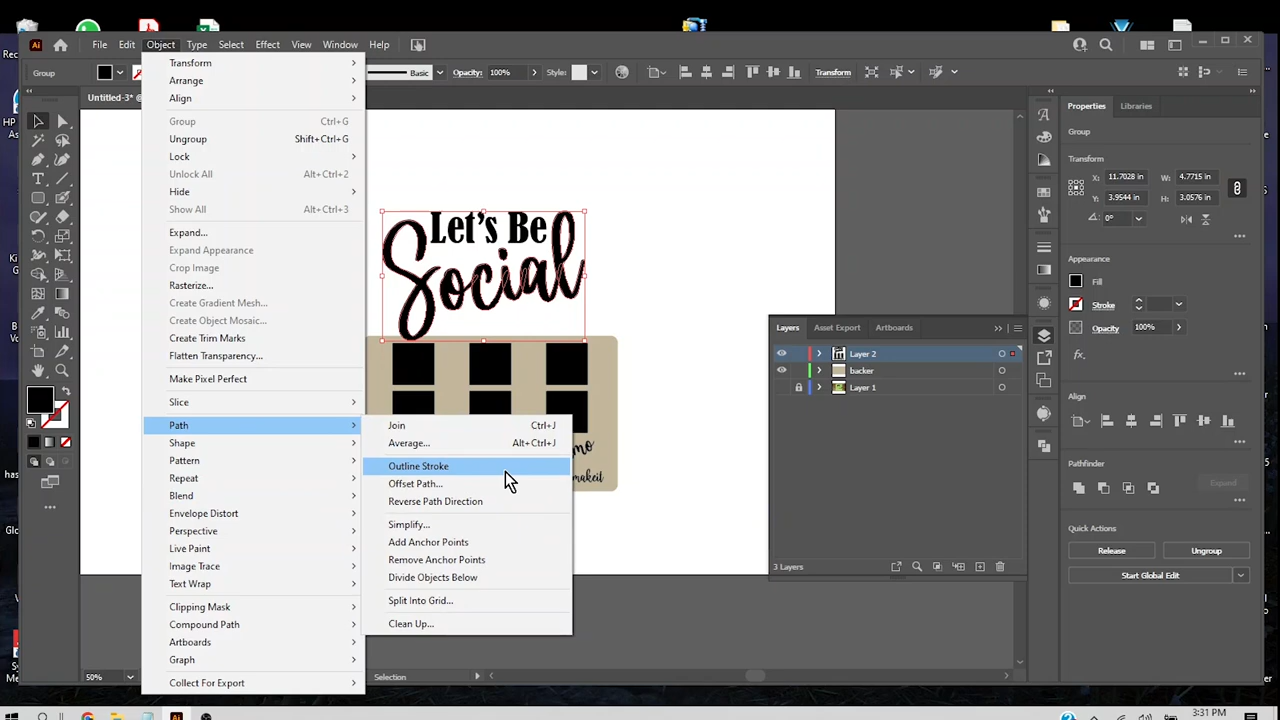 Ai File Edit Object Type Select Effect View Window Help
Group Basic Opacity: 100% Style: Transform
Untitled-3* @
Transform
Arrange
Align
Group Ctrl+G
Ungroup Shift+Ctrl+G
Lock
Unlock All Alt+Ctrl+2
Hide
Show All Alt+Ctrl+3
Expand...
Expand Appearance
Crop Image
Rasterize...
Create Gradient Mesh...
Create Object Mosaic...
Create Trim Marks
Flatten Transparency...
Make Pixel Perfect
Slice
Path
Shape
Pattern
Repeat
Blend
Envelope Distort
Perspective
Live Paint
Image Trace
Text Wrap
Clipping Mask
Compound Path
Artboards
Graph
Collect For Export
Join Ctrl+J
Average... Alt+Ctrl+J
Outline Stroke
Offset Path...
Reverse Path Direction
Simplify...
Add Anchor Points
Remove Anchor Points
Divide Objects Below
Split Into Grid...
Clean Up...
Let's Be
Social
makeit
Layers Asset Export Artboards
Layer 2
backer
Layer 1
3 Layers
Properties Libraries
Group
Transform
X: 11.7028 in W: 4.7715 in
Y: 3.9544 in H: 3.0576 in
0°
Appearance
Fill
Stroke
Opacity 100%
fx.
Align
Pathfinder
Expand
Quick Actions
Release Ungroup
Start Global Edit
50% Selection
3:31 PM